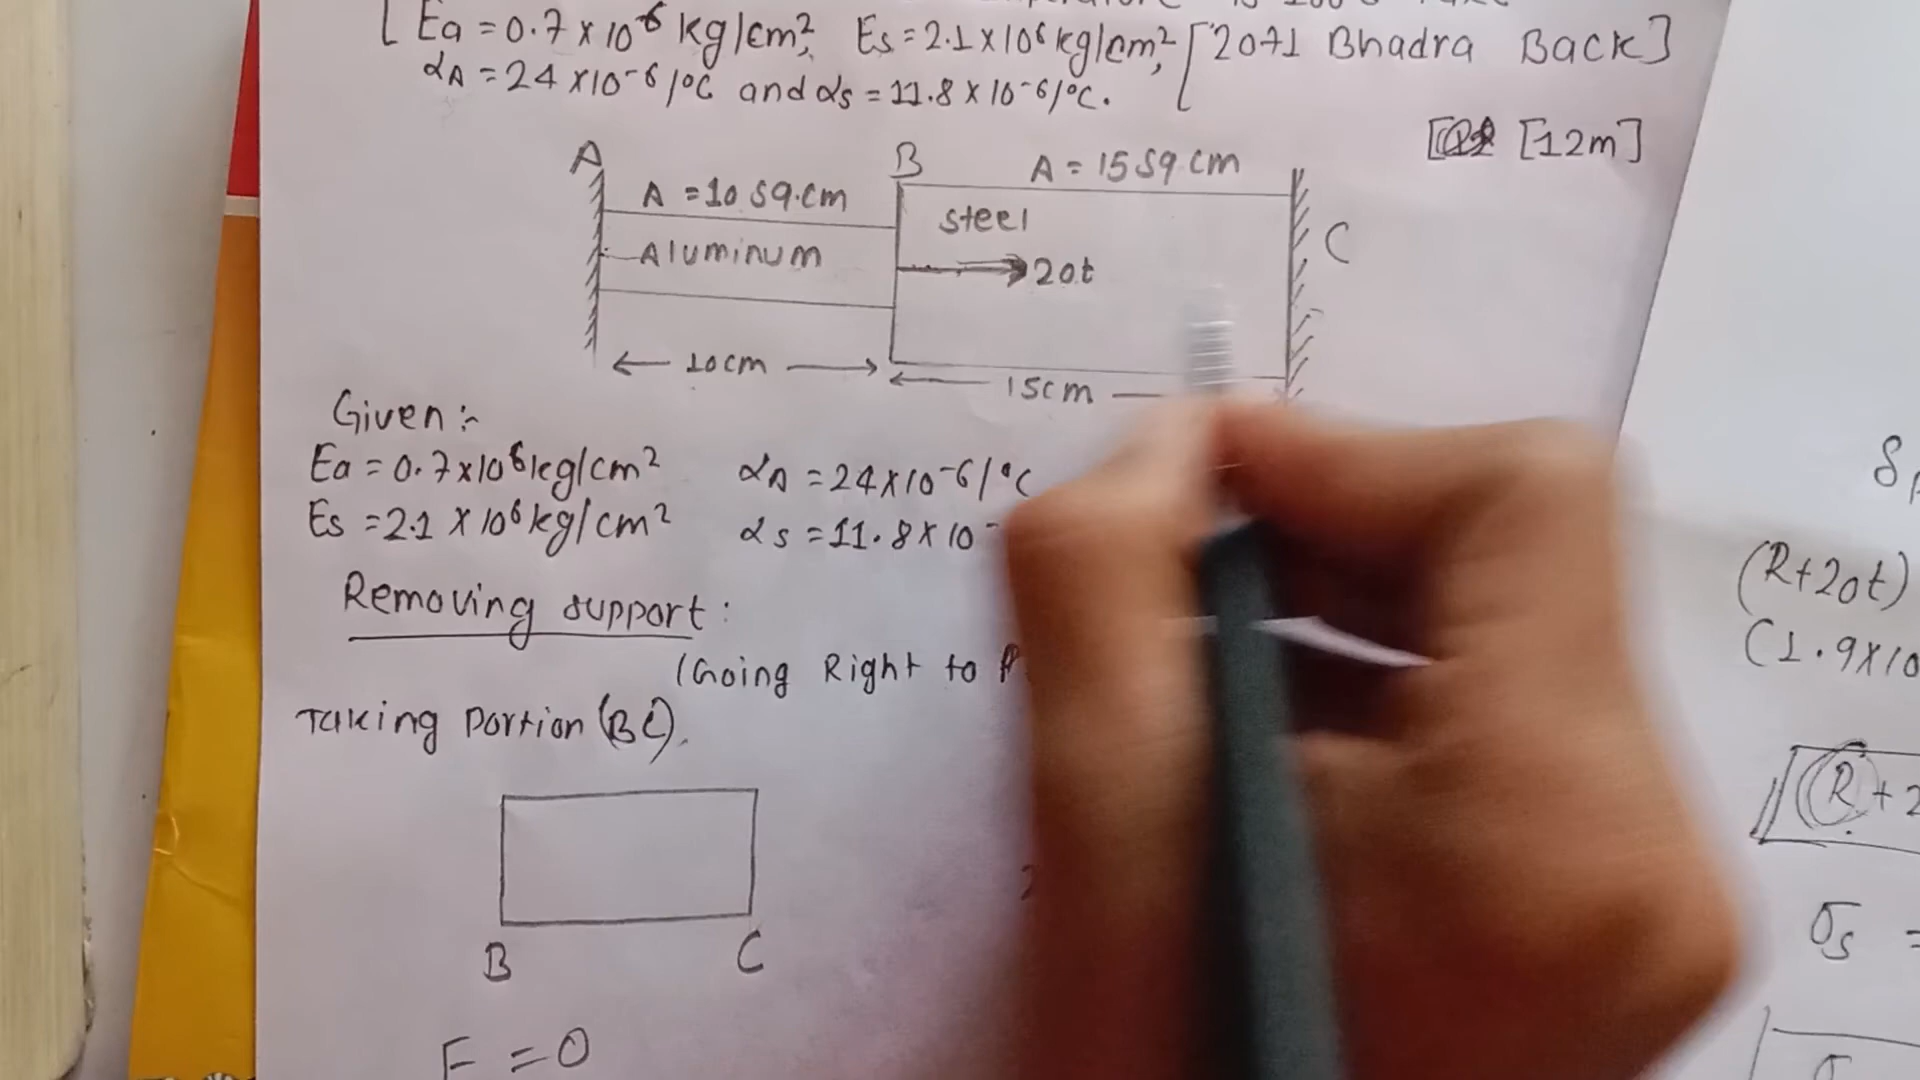 Ea = 0.7 x 10^6 kg/cm², Es = 2.1 x 10^6 kg/cm², [2071 Bhadra Back]
αA = 24 x 10^-6/°C and αs = 11.8 x 10^-6/°C.
[12m]
A
B
A = 10 sq.cm
A = 15 sq.cm
steel
C
Aluminum
20t
10cm
15cm
Given :-
Ea = 0.7x10^6 kg/cm² αA = 24x10^-6/°C
Es = 2.1 x 10^6 kg/cm² αs = 11.8 x 10^-
Removing support :
(Going Right to
Taking portion (BC).
B
C
F = 0
(R+20t)
(1.9x10
R + 2
σs =